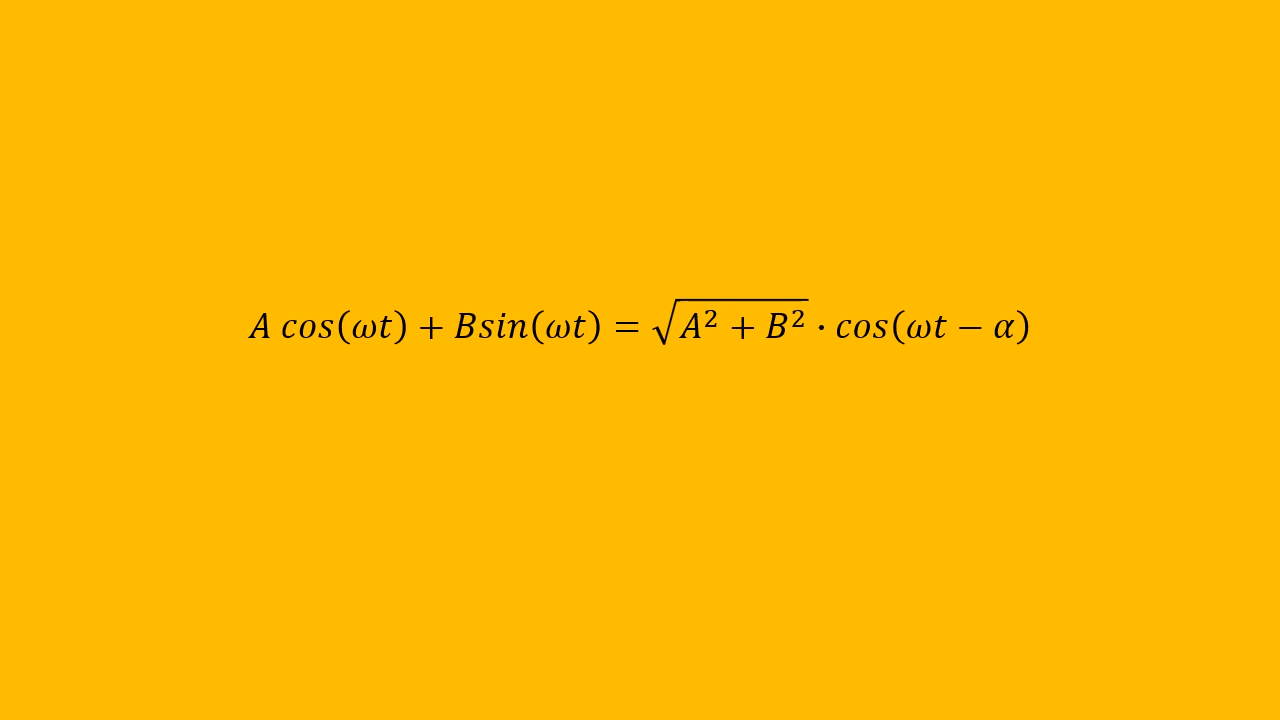 A cos(ωt) + Bsin(ωt) = √(A² + B²) · cos(ωt − α)